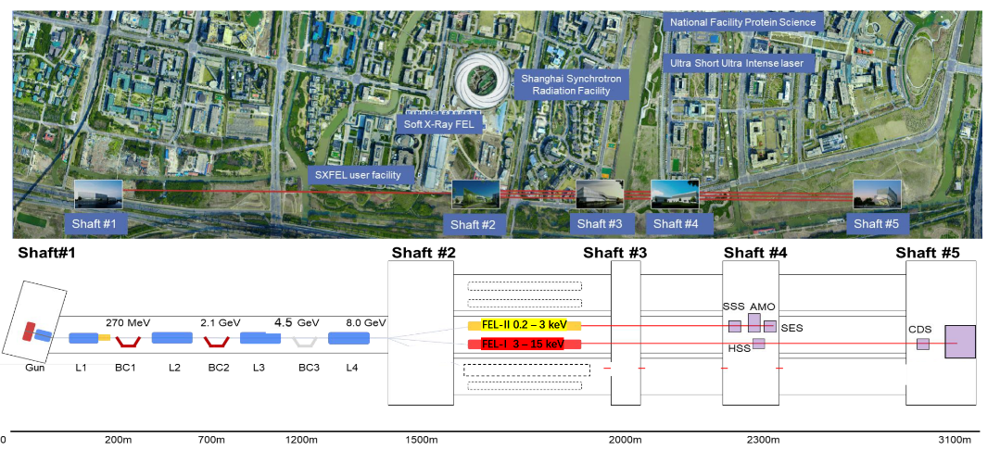 National Facility Protein Science
Ultra Short Ultra Intense laser
Shanghai Synchrotron
Radiation Facility
Soft X-Ray FEL
SXFEL user facility
Shaft #1
Shaft #2
Shaft #3
Shaft #4
Shaft #5
Shaft#1
Shaft #2
Shaft #3
Shaft #4
Shaft #5
SSS AMO
270 MeV
2.1 GeV
4.5 GeV
8.0 GeV
FEL-II 0.2 – 3 keV
SES
CDS
FEL-I 3 – 15 keV
HSS
Gun
L1
BC1
L2
BC2
L3
BC3
L4
0
200m
700m
1200m
1500m
2000m
2300m
3100m